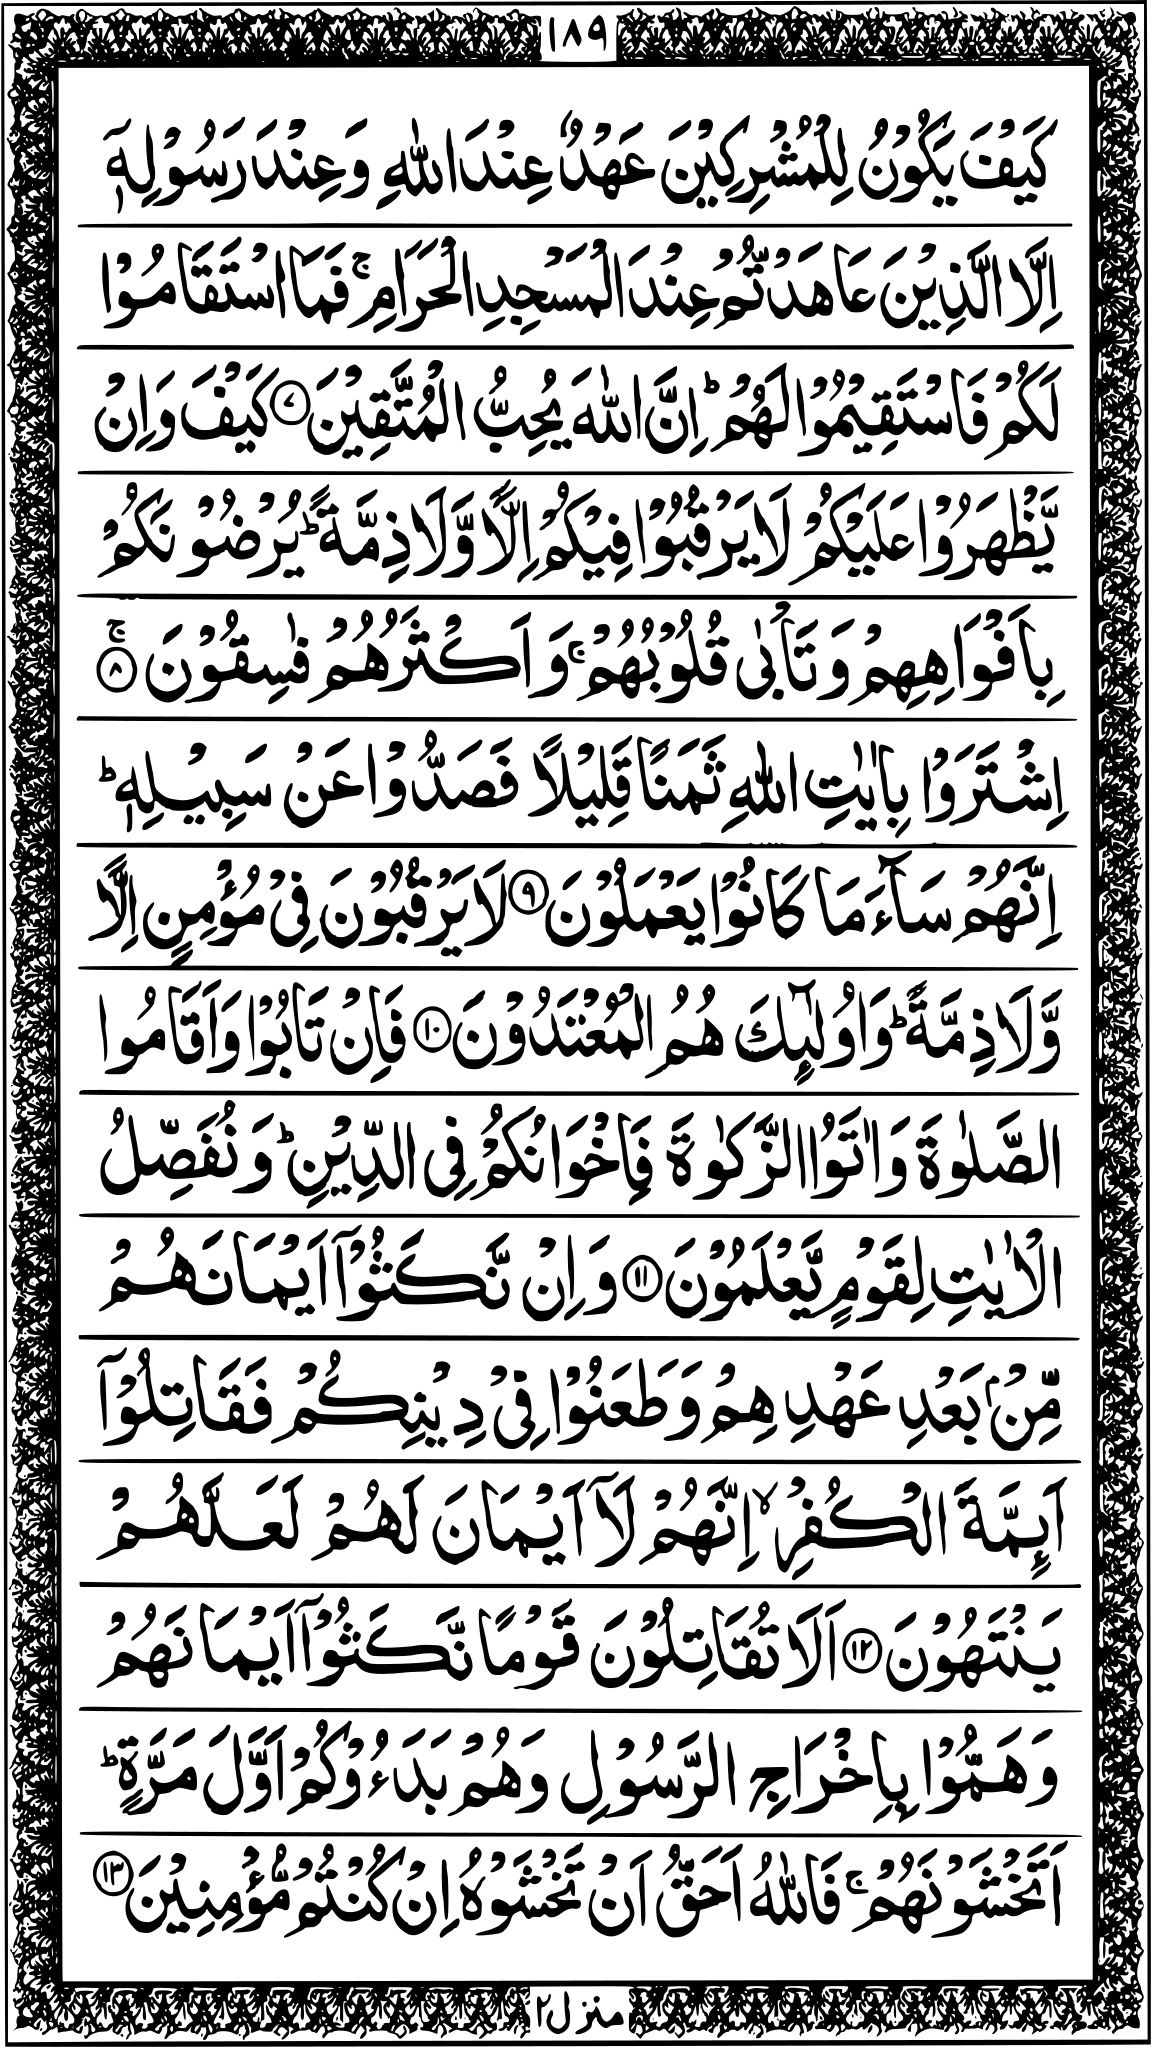 ١٨٩
كَيْفَ يَكُوْنُ لِلْمُشْرِكِيْنَ عَهْدٌ عِنْدَ اللّٰهِ وَعِنْدَ رَسُوْلِهٖۤ
اِلَّا الَّذِيْنَ عَاهَدْتُّمْ عِنْدَ الْمَسْجِدِ الْحَرَامِ ۚ فَمَا اسْتَقَامُوْا
لَكُمْ فَاسْتَقِيْمُوْا لَهُمْ ؕ اِنَّ اللّٰهَ يُحِبُّ الْمُتَّقِيْنَ ٧ كَيْفَ وَاِنْ
يَّظْهَرُوْا عَلَيْكُمْ لَا يَرْقُبُوْا فِيْكُمْ اِلًّا وَّلَا ذِمَّةً ؕ يُرْضُوْنَكُمْ
بِاَفْوَاهِهِمْ وَتَاْبٰى قُلُوْبُهُمْ ۚ وَاَكْثَرُهُمْ فٰسِقُوْنَ ۚ ٨
اِشْتَرَوْا بِاٰيٰتِ اللّٰهِ ثَمَنًا قَلِيْلًا فَصَدُّوْا عَنْ سَبِيْلِهٖ ؕ
اِنَّهُمْ سَآءَ مَا كَانُوْا يَعْمَلُوْنَ ٩ لَا يَرْقُبُوْنَ فِيْ مُؤْمِنٍ اِلًّا
وَّلَا ذِمَّةً ؕ وَاُولٰٓئِكَ هُمُ الْمُعْتَدُوْنَ ١٠ فَاِنْ تَابُوْا وَاَقَامُوا
الصَّلٰوةَ وَاٰتَوُا الزَّكٰوةَ فَاِخْوَانُكُمْ فِى الدِّيْنِ ؕ وَنُفَصِّلُ
الْاٰيٰتِ لِقَوْمٍ يَّعْلَمُوْنَ ١١ وَاِنْ نَّكَثُوْۤا اَيْمَانَهُمْ
مِّنْۢ بَعْدِ عَهْدِهِمْ وَطَعَنُوْا فِيْ دِيْنِكُمْ فَقَاتِلُوْۤا
اَئِمَّةَ الْكُفْرِ ۙ اِنَّهُمْ لَاۤ اَيْمَانَ لَهُمْ لَعَلَّهُمْ
يَنْتَهُوْنَ ١٢ اَلَا تُقَاتِلُوْنَ قَوْمًا نَّكَثُوْۤا اَيْمَانَهُمْ
وَهَمُّوْا بِاِخْرَاجِ الرَّسُوْلِ وَهُمْ بَدَءُوْكُمْ اَوَّلَ مَرَّةٍ ؕ
اَتَخْشَوْنَهُمْ ۚ فَاللّٰهُ اَحَقُّ اَنْ تَخْشَوْهُ اِنْ كُنْتُمْ مُّؤْمِنِيْنَ ١٣
منزل ٢